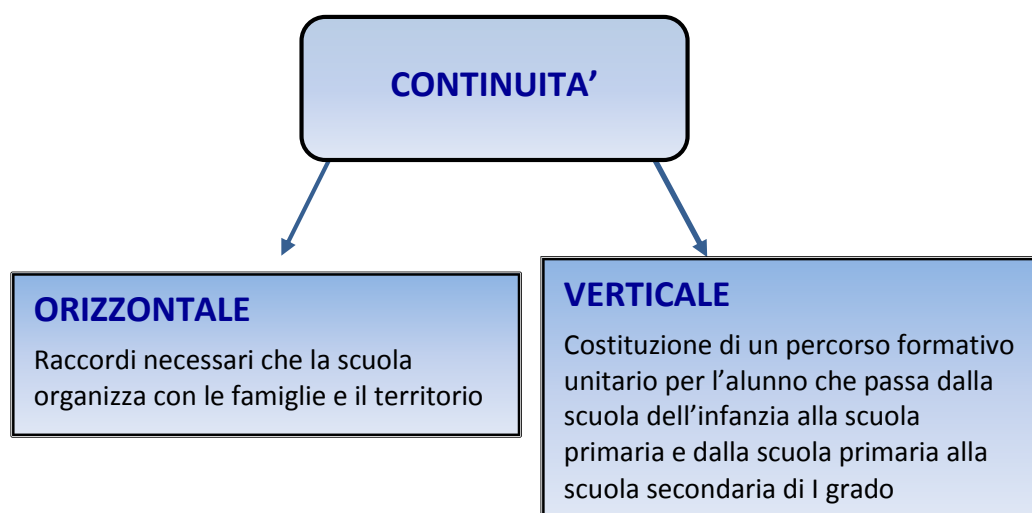 CONTINUITA’
ORIZZONTALE
Raccordi necessari che la scuola
organizza con le famiglie e il territorio
VERTICALE
Costituzione di un percorso formativo
unitario per l’alunno che passa dalla
scuola dell’infanzia alla scuola
primaria e dalla scuola primaria alla
scuola secondaria di I grado